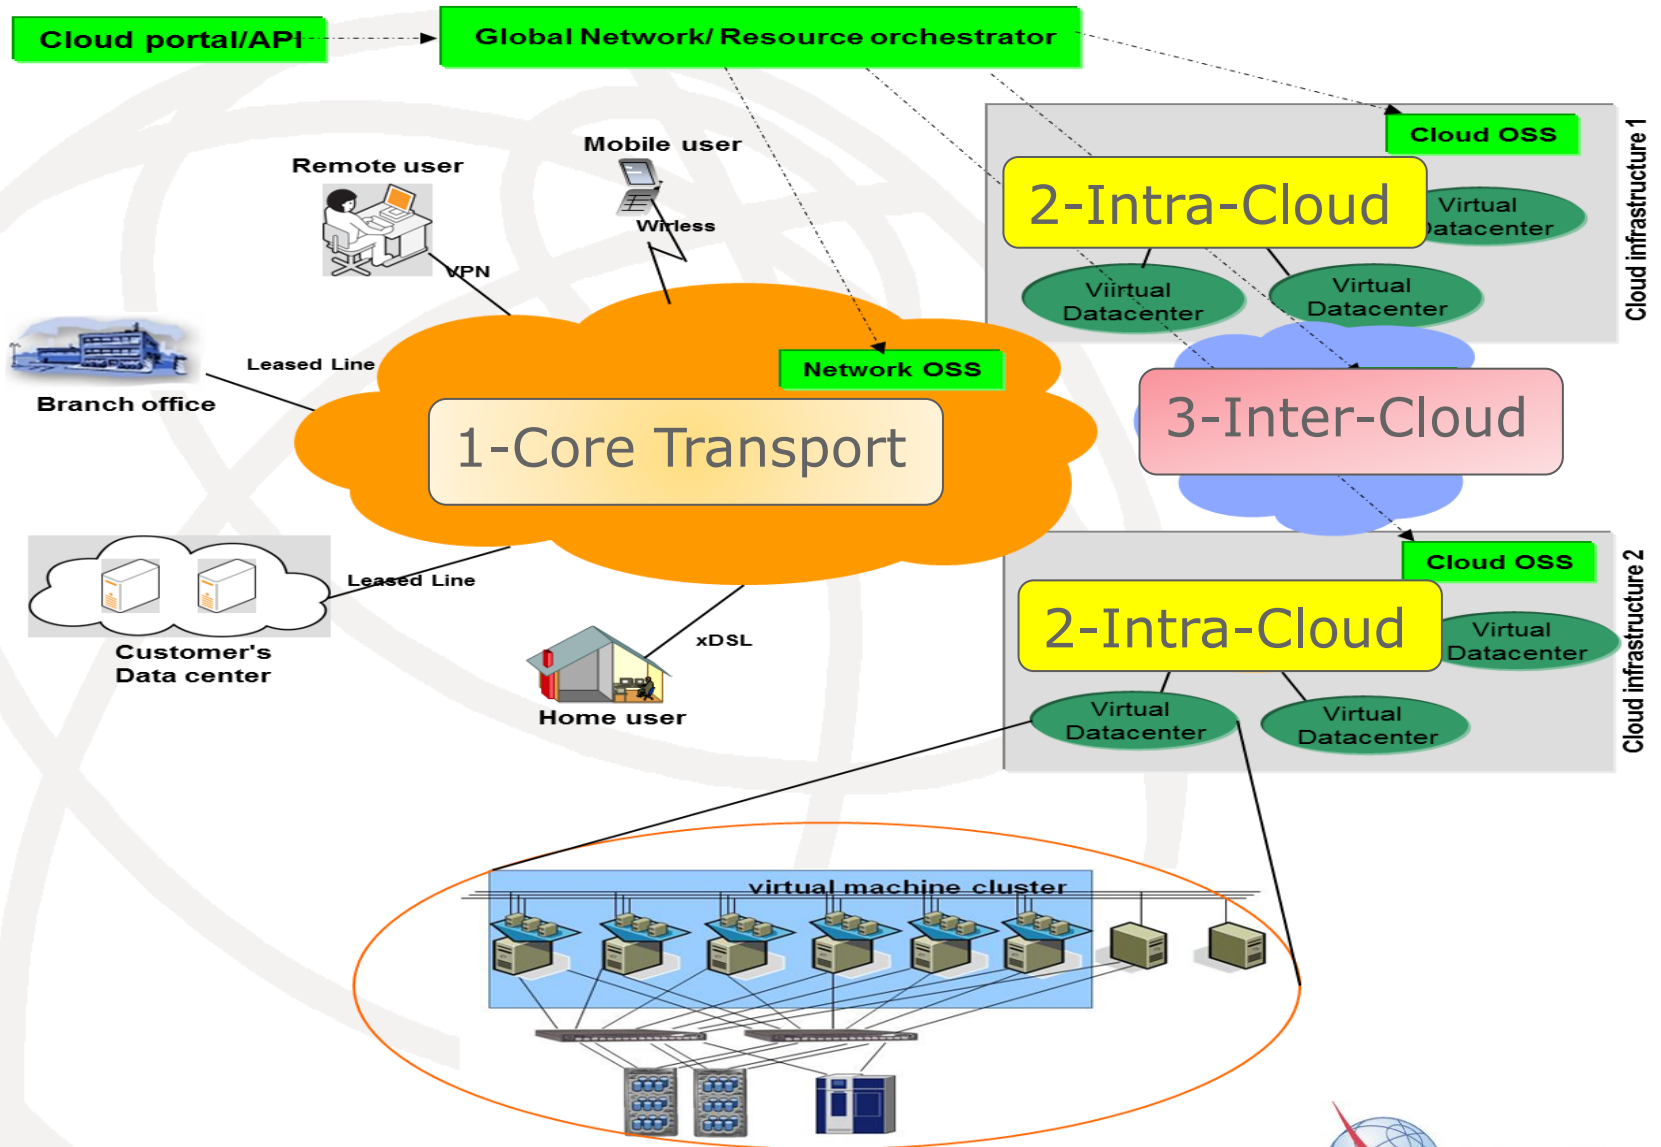 Cloud portal/API
Global Network/ Resource orchestrator
Cloud OSS
Cloud infrastructure 1
2-Intra-Cloud
Virtual
Datacenter
Viirtual
Datacenter
Virtual
Datacenter
Mobile user
Wirless
Remote user
VPN
Leased Line
Branch office
Network OSS
1-Core Transport
3-Inter-Cloud
Leased Line
Customer's
Data center
xDSL
Home user
Cloud OSS
Cloud infrastructure 2
2-Intra-Cloud
Virtual
Datacenter
Virtual
Datacenter
Virtual
Datacenter
virtual machine cluster